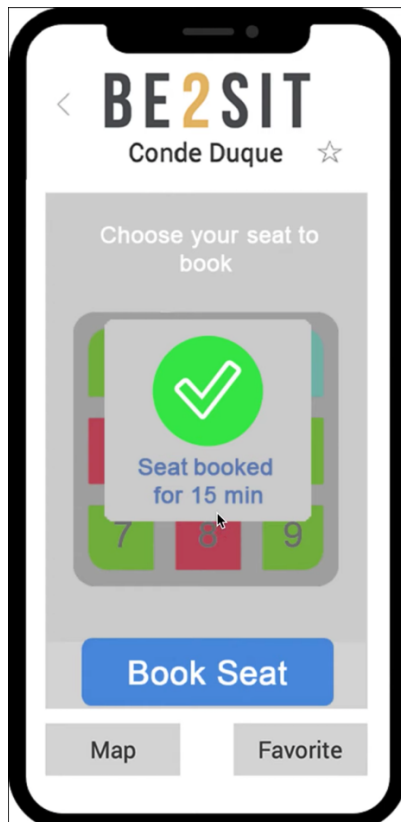 BE2SIT
Conde Duque
Choose your seat to
book
Seat booked
for 15 min
7 8 9
Book Seat
Map Favorite